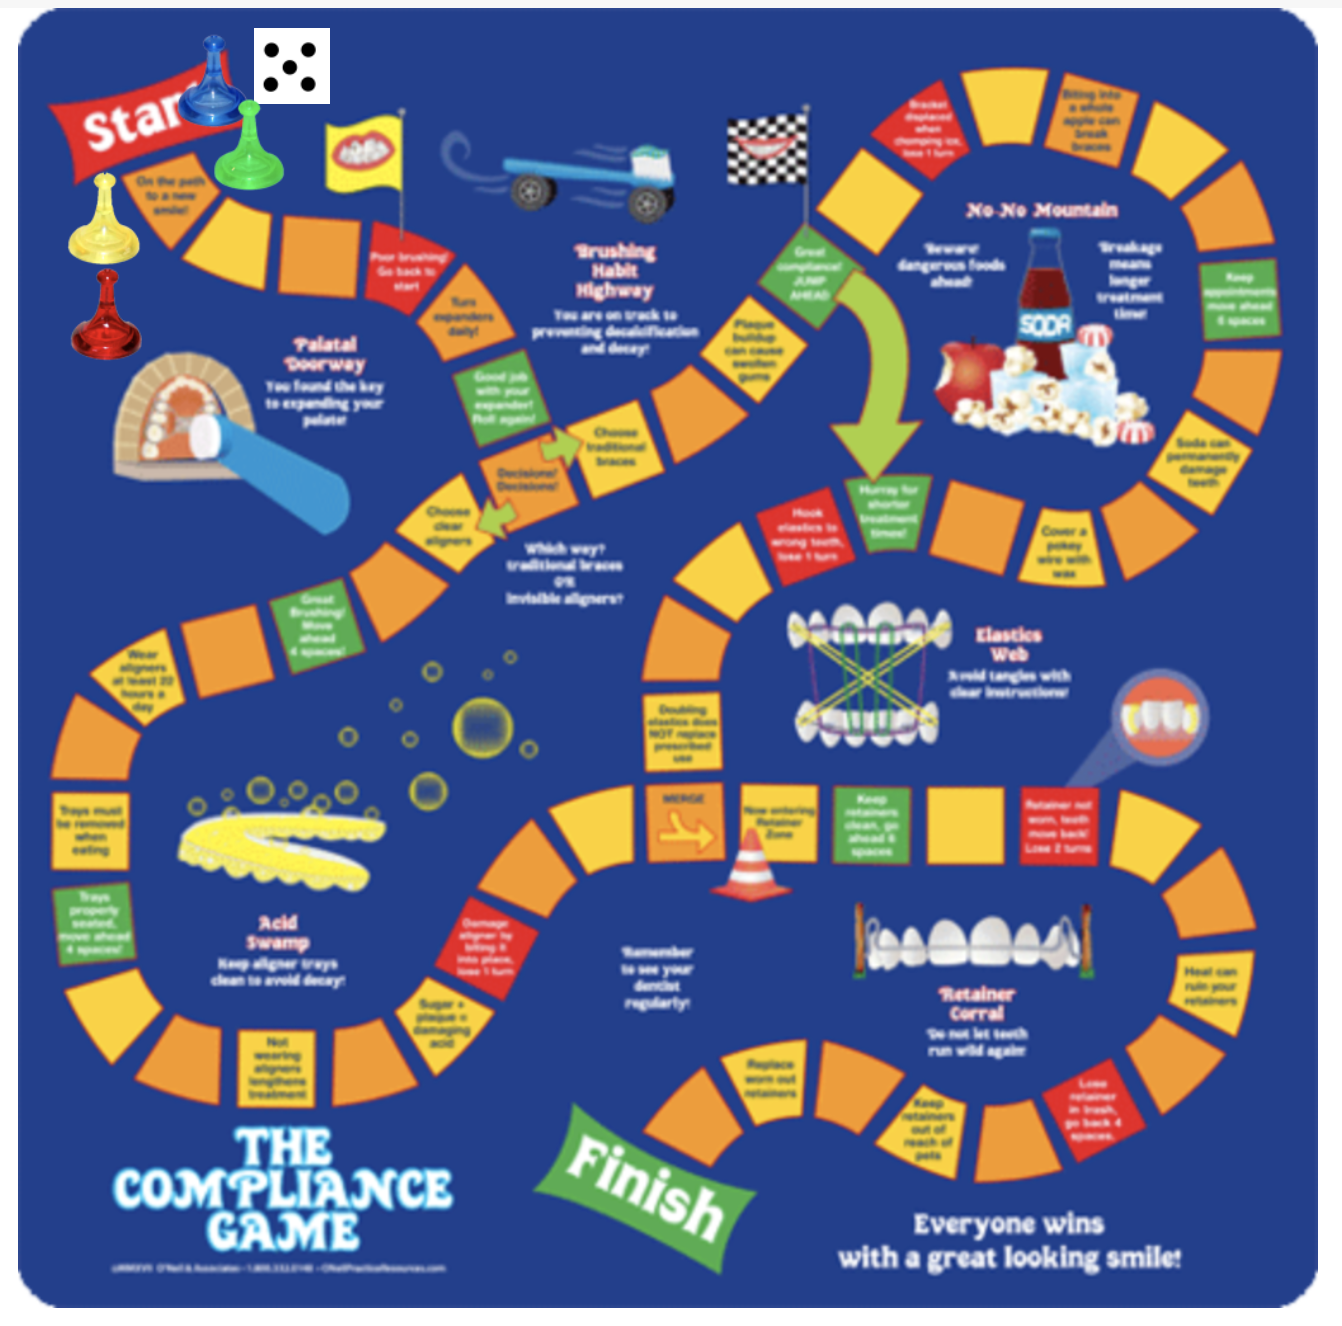 Start
On the path
to a new
smile!
Poor brushing!
Go back to
start
Turn
expanders
daily!
Good job
with your
expander!
Roll again!
Decisions!
Decisions!
Choose
traditional
braces
Plaque
buildup
can cause
swollen
gums
Great
compliance!
JUMP
AHEAD
Bracket
displaced
when
chomping ice,
lose 1 turn
Biting into
a whole
apple can
break
braces
Keep
appointments
move ahead
6 spaces
Soda can
permanently
damage
teeth
Cover a
pokey
wire with
wax
Hurray for
shorter
treatment
times!
Hook
elastics to
wrong teeth,
lose 1 turn
Doubling
elastics does
NOT replace
prescribed
use
Choose
clear
aligners
Great
Brushing!
Move
ahead
4 spaces!
Wear
aligners
at least 22
hours a
day
Trays must
be removed
when
eating
Trays
properly
seated,
move ahead
4 spaces!
Not
wearing
aligners
lengthens
treatment
Sugar +
plaque =
damaging
acid
Damage
aligner by
biting it
into place,
lose 1 turn
MERGE
Now entering
Retainer
Zone
Keep
retainers
clean, go
ahead 6
spaces
Retainer not
worn, teeth
move back!
Lose 2 turns
Heat can
ruin your
retainers
Lose
retainer
in trash,
go back 4
spaces.
Keep
retainers
out of
reach of
pets
Replace
worn out
retainers
Finish
Palatal
Doorway
You found the key
to expanding your
palate!
Brushing
Habit
Highway
You are on track to
preventing decalcification
and decay!
No-No Mountain
Beware!
dangerous foods
ahead!
Breakage
means
longer
treatment
time!
SODA
Which way?
traditional braces
OR
invisible aligners?
Elastics
Web
Avoid tangles with
clear instructions!
Acid
Swamp
Keep aligner trays
clean to avoid decay!
Remember
to see your
dentist
regularly!
Retainer
Corral
Do not let teeth
run wild again!
THE
COMPLIANCE
GAME
Everyone wins
with a great looking smile!